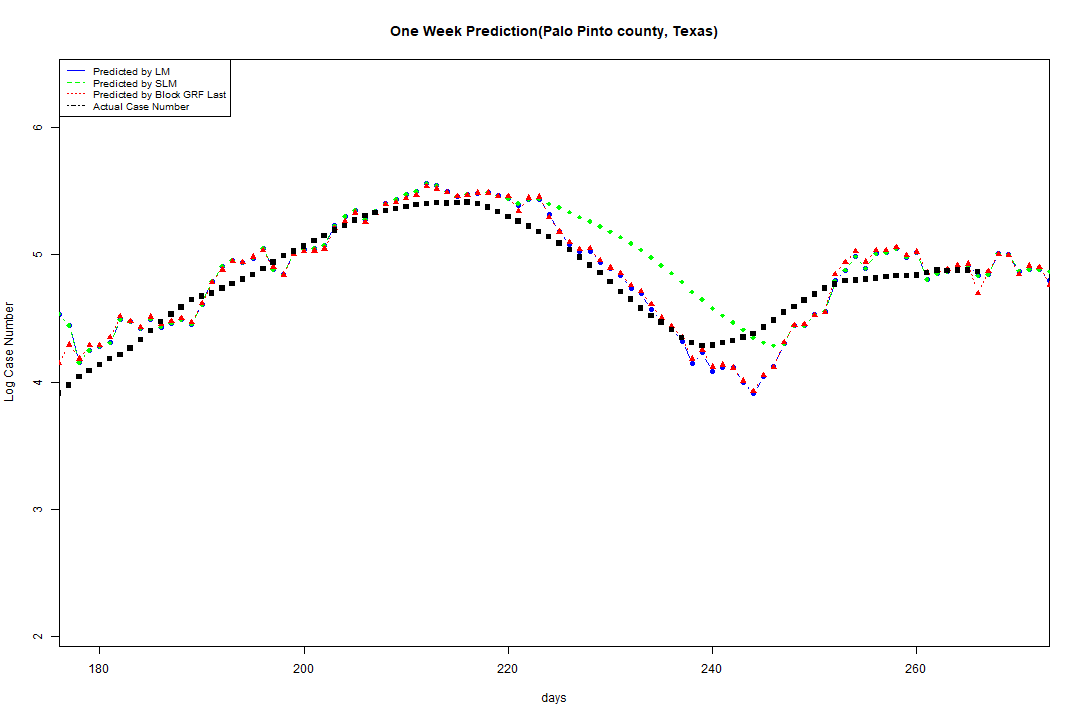 One Week Prediction(Palo Pinto county, Texas)
Predicted by LM
Predicted by SLM
Predicted by Block GRF Last
Actual Case Number
6
5
4
3
2
Log Case Number
180 200 220 240 260
days